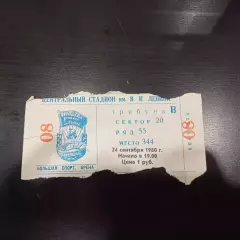 ЦЕНТРАЛЬНЫЙ СТАДИОН им. В. И. ЛЕНИНА
трибуна В
СЕКТОР 20
РЯД 55
МЕСТО 344
24 сентября 1980 г.
Начало в 19.00
Цена 1 руб.
БОЛЬШАЯ СПОРТ. АРЕНА
08
08